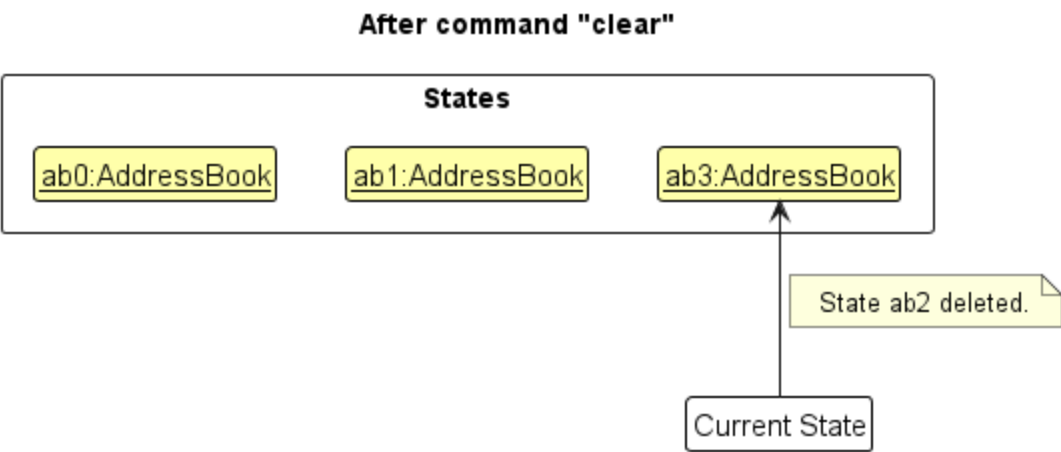 After command "clear"
States
ab0:AddressBook
ab1:AddressBook
ab3:AddressBook
State ab2 deleted.
Current State